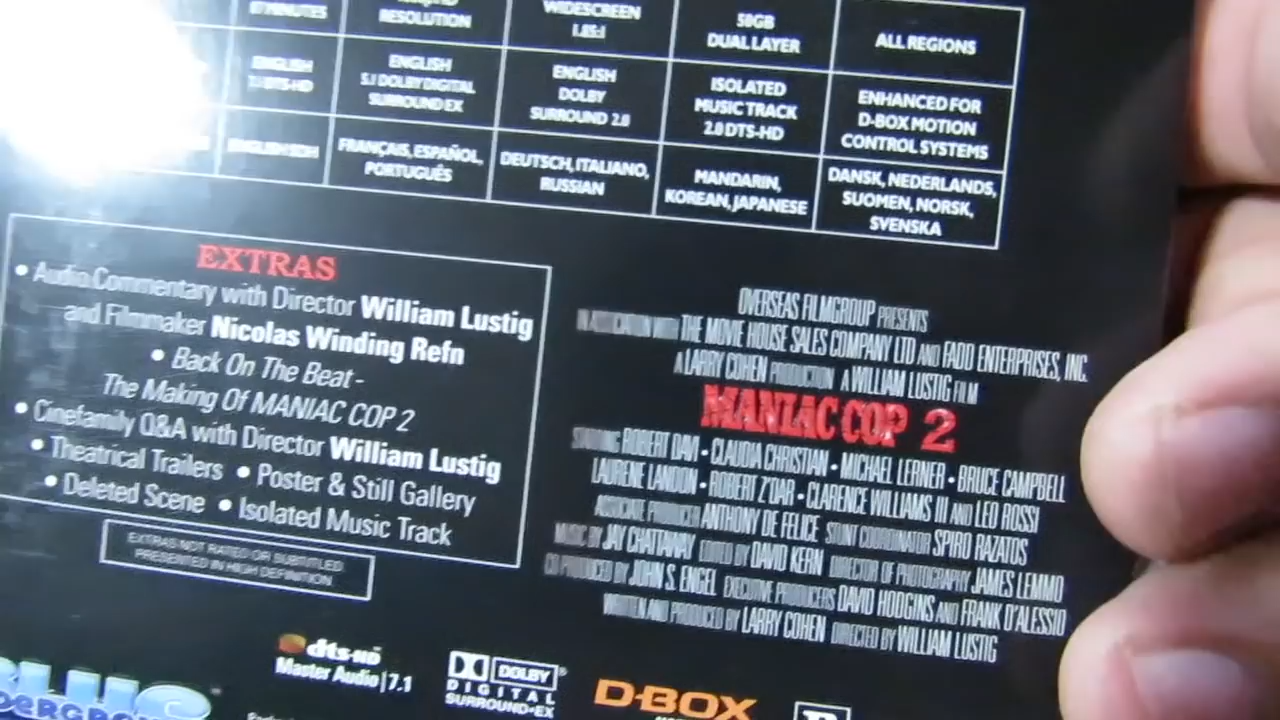 87 MINUTES
RESOLUTION
WIDESCREEN
1.85:1
50GB
DUAL LAYER
ALL REGIONS
ENGLISH
7.1 DTS-HD
ENGLISH
5.1 DOLBY DIGITAL
SURROUND EX
ENGLISH
DOLBY
SURROUND 2.0
ISOLATED
MUSIC TRACK
2.0 DTS-HD
ENHANCED FOR
D-BOX MOTION
CONTROL SYSTEMS
ENGLISH SDH
FRANÇAIS, ESPAÑOL,
PORTUGUÊS
DEUTSCH, ITALIANO,
RUSSIAN
MANDARIN,
KOREAN, JAPANESE
DANSK, NEDERLANDS,
SUOMEN, NORSK,
SVENSKA
EXTRAS
• Audio Commentary with Director William Lustig
and Filmmaker Nicolas Winding Refn
• Back On The Beat -
The Making Of MANIAC COP 2
• Cinefamily Q&A with Director William Lustig
• Theatrical Trailers • Poster & Still Gallery
• Deleted Scene • Isolated Music Track
EXTRAS NOT RATED OR SUBTITLED
PRESENTED IN HIGH DEFINITION
OVERSEAS FILMGROUP PRESENTS
IN ASSOCIATION WITH THE MOVIE HOUSE SALES COMPANY LTD AND FADD ENTERPRISES, INC.
A LARRY COHEN PRODUCTION A WILLIAM LUSTIG FILM
MANIAC COP 2
STARRING ROBERT DAVI • CLAUDIA CHRISTIAN • MICHAEL LERNER • BRUCE CAMPBELL
LAURENE LANDON • ROBERT Z'DAR • CLARENCE WILLIAMS III AND LEO ROSSI
ASSOCIATE PRODUCER ANTHONY DE FELICE STUNT COORDINATOR SPIRO RAZATOS
MUSIC BY JAY CHATTAWAY EDITED BY DAVID KERN DIRECTOR OF PHOTOGRAPHY JAMES LEMMO
CO PRODUCED BY JOHN S. ENGEL EXECUTIVE PRODUCERS DAVID HODGINS AND FRANK D'ALESSIO
WRITTEN AND PRODUCED BY LARRY COHEN DIRECTED BY WILLIAM LUSTIG
BLUE
UNDERGROUND
dts-HD
Master Audio | 7.1
DOLBY
DIGITAL
SURROUND•EX
D-BOX
R